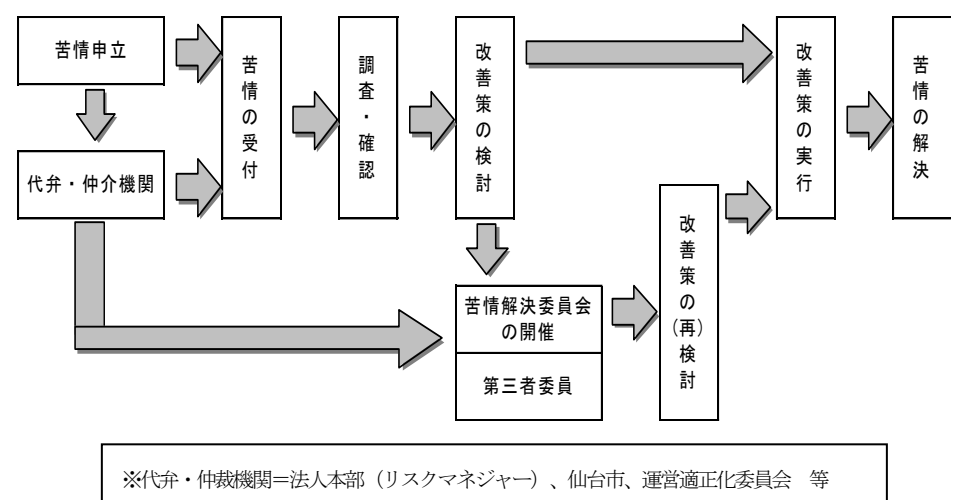 苦情申立
代弁・仲介機関
苦情の受付
調査・確認
改善策の検討
改善策の実行
苦情の解決
苦情解決委員会
の開催
第三者委員
改善策の(再)検討
※代弁・仲裁機関＝法人本部（リスクマネジャー）、仙台市、運営適正化委員会　等